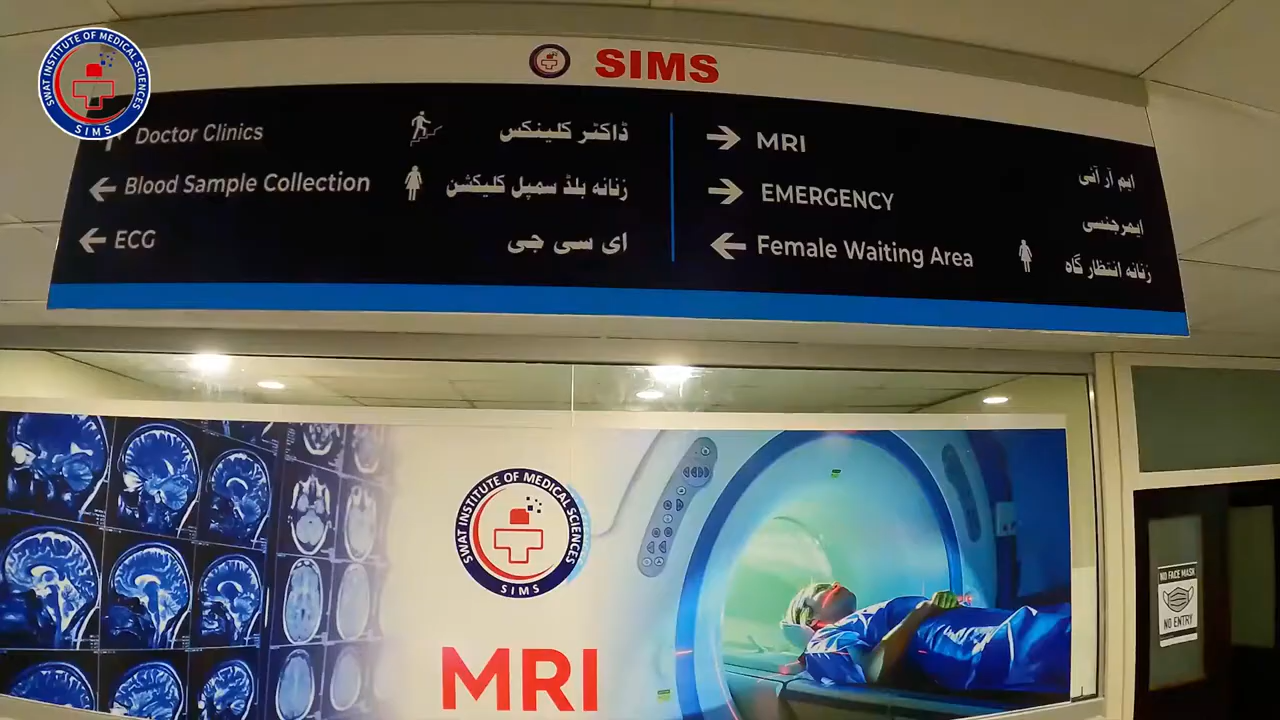 SWAT INSTITUTE OF MEDICAL SCIENCES
SIMS
SIMS
Doctor Clinics
ڈاکٹر کلینکس
Blood Sample Collection
زنانہ بلڈ سمپل کلیکشن
ECG
ای سی جی
MRI
ایم آر آئی
EMERGENCY
ایمرجنسی
Female Waiting Area
زنانہ انتظار گاہ
SWAT INSTITUTE OF MEDICAL SCIENCES
SIMS
MRI
NO FACE MASK
NO ENTRY